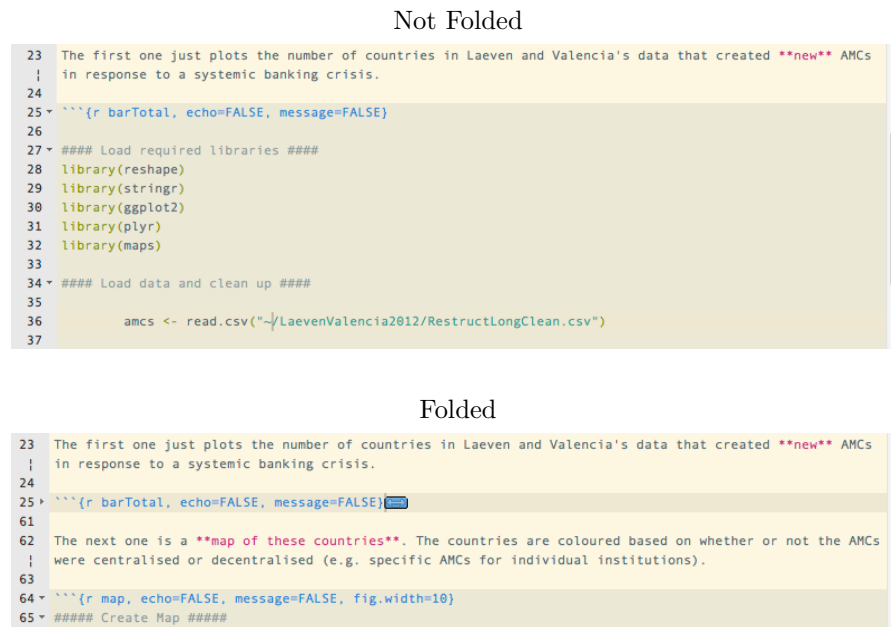 Not Folded
23 The first one just plots the number of countries in Laeven and Valencia's data that created **new** AMCs
¦ in response to a systemic banking crisis.
24
25 ```{r barTotal, echo=FALSE, message=FALSE}
26
27 #### Load required libraries ####
28 library(reshape)
29 library(stringr)
30 library(ggplot2)
31 library(plyr)
32 library(maps)
33
34 #### Load data and clean up ####
35
36 amcs <- read.csv("~/LaevenValencia2012/RestructLongClean.csv")
37
Folded
23 The first one just plots the number of countries in Laeven and Valencia's data that created **new** AMCs
¦ in response to a systemic banking crisis.
24
25 ```{r barTotal, echo=FALSE, message=FALSE}
61
62 The next one is a **map of these countries**. The countries are coloured based on whether or not the AMCs
¦ were centralised or decentralised (e.g. specific AMCs for individual institutions).
63
64 ```{r map, echo=FALSE, message=FALSE, fig.width=10}
65 ##### Create Map #####